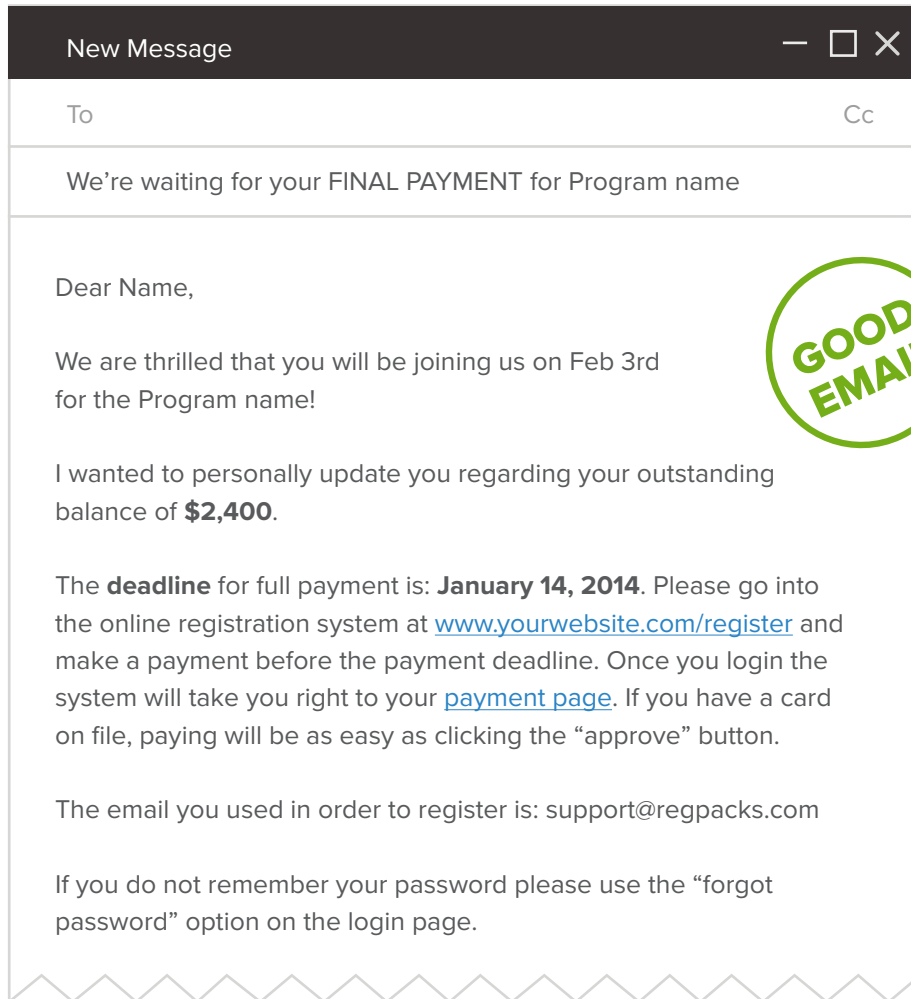 New Message
To Cc
We’re waiting for your FINAL PAYMENT for Program name
Dear Name,
GOOD
EMAI
We are thrilled that you will be joining us on Feb 3rd
for the Program name!
I wanted to personally update you regarding your outstanding
balance of $2,400.
The deadline for full payment is: January 14, 2014. Please go into
the online registration system at www.yourwebsite.com/register and
make a payment before the payment deadline. Once you login the
system will take you right to your payment page. If you have a card
on file, paying will be as easy as clicking the “approve” button.
The email you used in order to register is: support@regpacks.com
If you do not remember your password please use the “forgot
password” option on the login page.